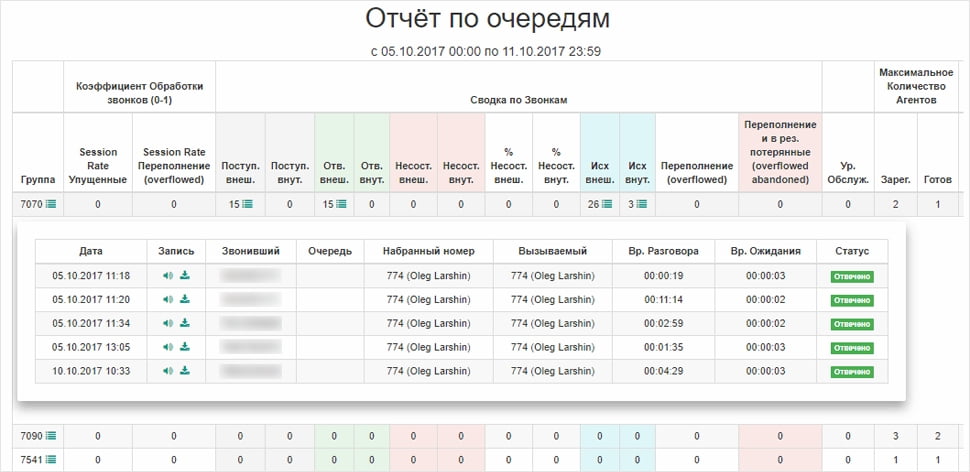 Отчёт по очередям
с 05.10.2017 00:00 по 11.10.2017 23:59
Коэффициент Обработки звонков (0-1) Сводка по Звонкам Максимальное Количество Агентов
Группа Session Rate Упущенные Session Rate Переполнение (overflowed) Поступ. внеш. Поступ. внут. Отв. внеш. Отв. внут. Несост. внеш. Несост. внут. % Несост. внеш. % Несост. внут. Исх внеш. Исх внут. Переполнение (overflowed) Переполнение и в рез. потерянные (overflowed abandoned) Ур. Обслуж. Зарег. Готов
7070 0 0 15 0 15 0 0 0 0 0 26 3 0 0 0 2 1
Дата Запись Звонивший Очередь Набранный номер Вызываемый Вр. Разговора Вр. Ожидания Статус
05.10.2017 11:18 774 (Oleg Larshin) 774 (Oleg Larshin) 00:00:19 00:00:03 Отвечено
05.10.2017 11:20 774 (Oleg Larshin) 774 (Oleg Larshin) 00:11:14 00:00:02 Отвечено
05.10.2017 11:34 774 (Oleg Larshin) 774 (Oleg Larshin) 00:02:59 00:00:02 Отвечено
05.10.2017 13:05 774 (Oleg Larshin) 774 (Oleg Larshin) 00:01:35 00:00:03 Отвечено
10.10.2017 10:33 774 (Oleg Larshin) 774 (Oleg Larshin) 00:04:29 00:00:03 Отвечено
7090 0 0 0 0 0 0 0 0 0 0 0 0 0 0 0 3 2
7541 0 0 0 0 0 0 0 0 0 0 0 0 0 0 0 1 1